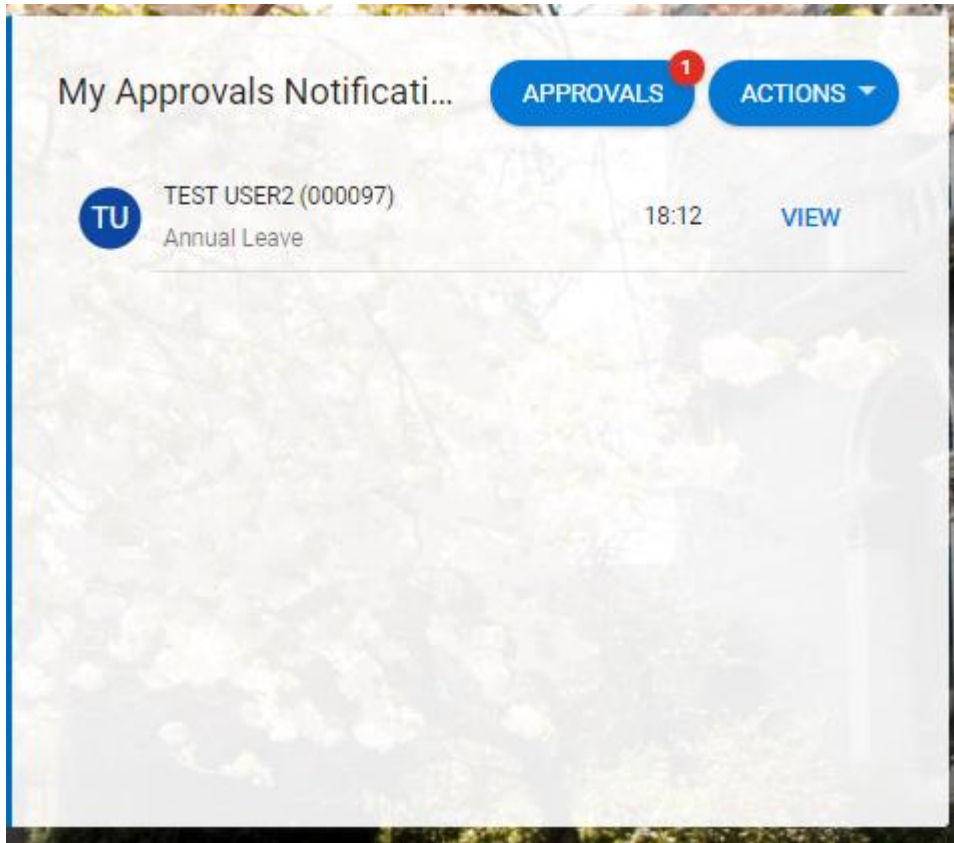 My Approvals Notificati...
APPROVALS
1
ACTIONS
TU
TEST USER2 (000097)
Annual Leave
18:12
VIEW